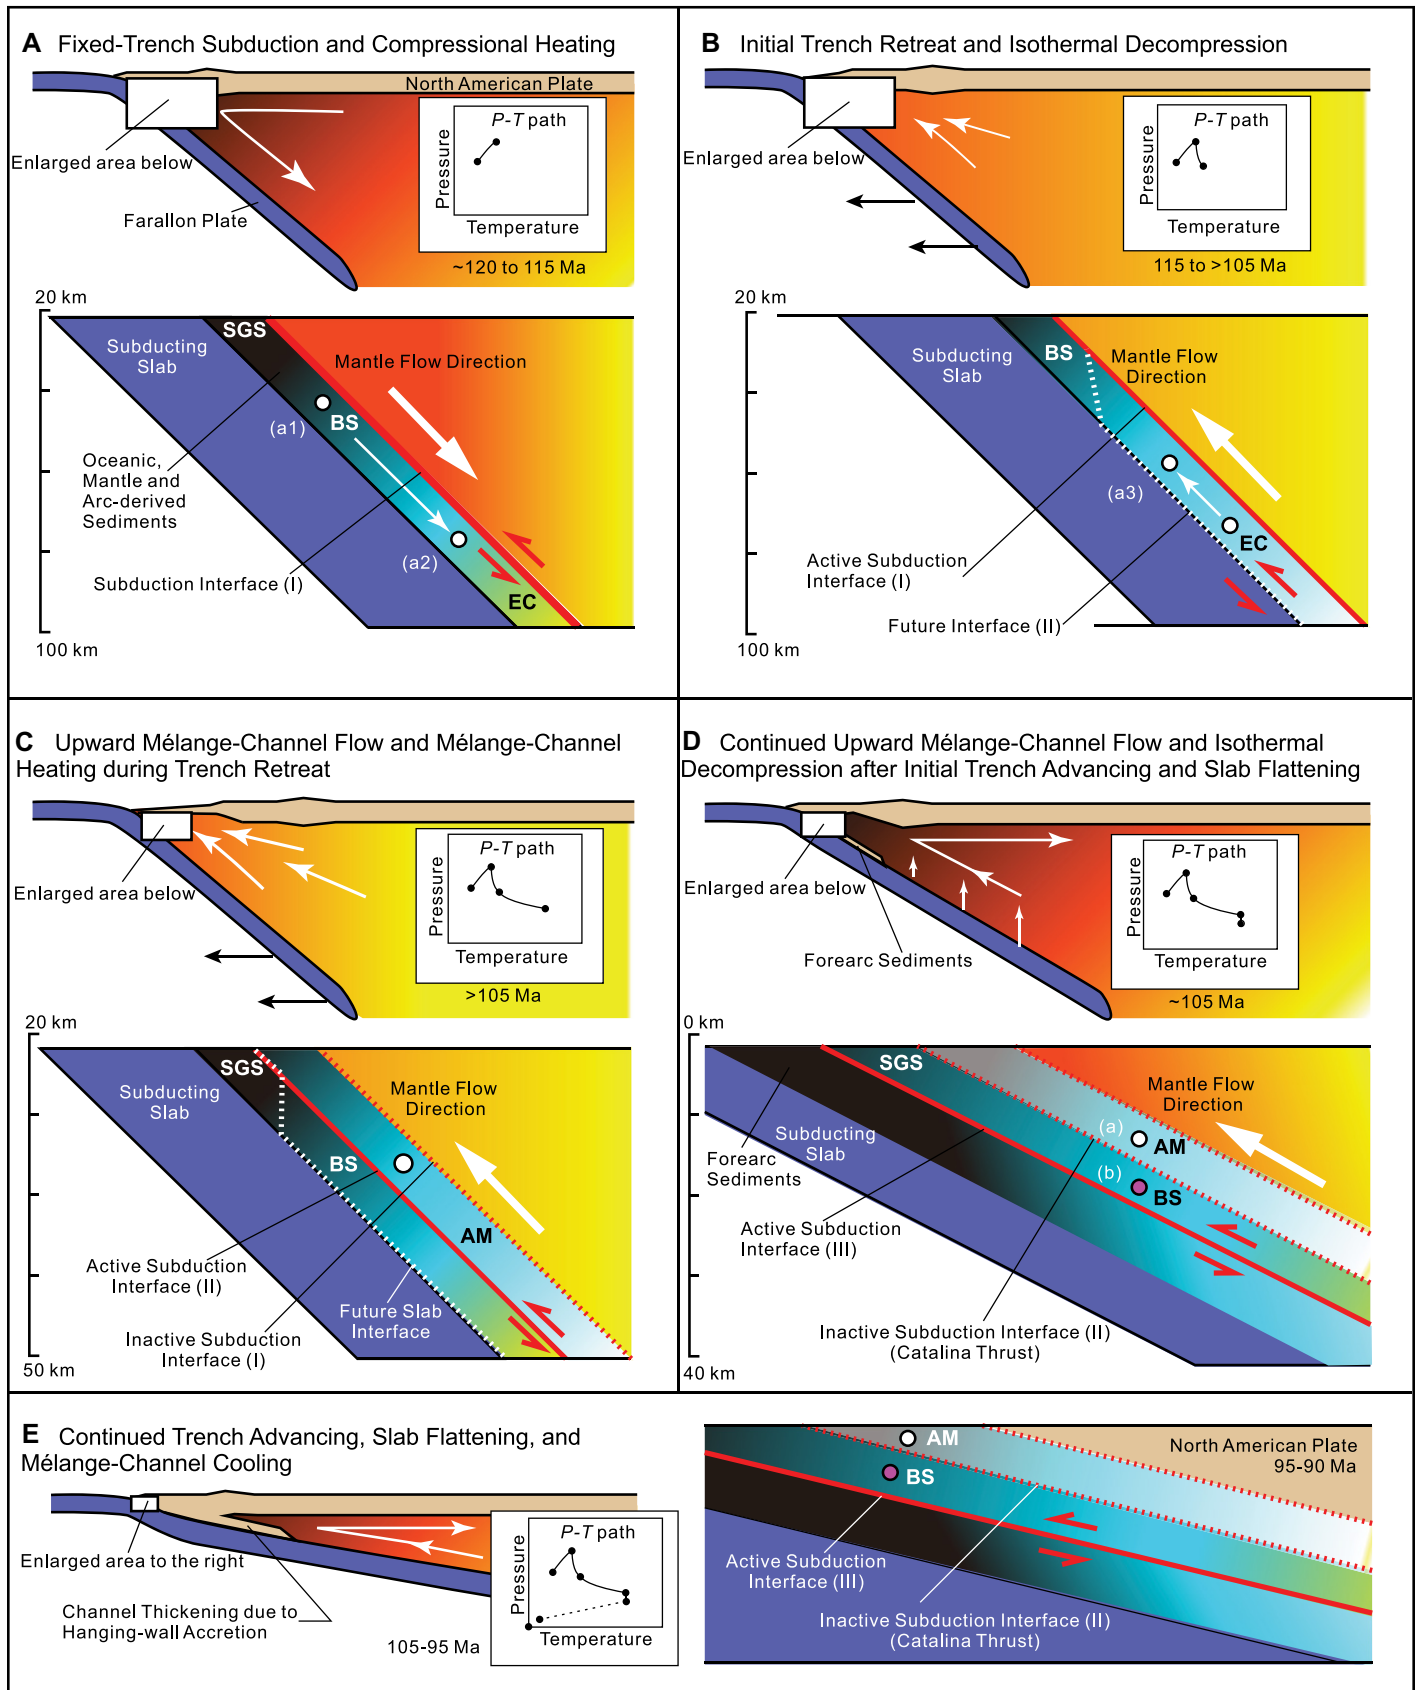 A Fixed-Trench Subduction and Compressional Heating
North American Plate
Enlarged area below
Farallon Plate
P-T path
Pressure
Temperature
~120 to 115 Ma
20 km
SGS
Subducting
Slab
Mantle Flow Direction
(a1)
BS
Oceanic,
Mantle and
Arc-derived
Sediments
(a2)
Subduction Interface (I)
EC
100 km
B Initial Trench Retreat and Isothermal Decompression
Enlarged area below
P-T path
Pressure
Temperature
115 to >105 Ma
20 km
Subducting
Slab
BS
Mantle Flow
Direction
(a3)
EC
Active Subduction
Interface (I)
Future Interface (II)
100 km
C Upward Mélange-Channel Flow and Mélange-Channel
Heating during Trench Retreat
Enlarged area below
P-T path
Pressure
Temperature
>105 Ma
20 km
SGS
Subducting
Slab
Mantle Flow
Direction
BS
AM
Active Subduction
Interface (II)
Future Slab
Interface
Inactive Subduction
Interface (I)
50 km
D Continued Upward Mélange-Channel Flow and Isothermal
Decompression after Initial Trench Advancing and Slab Flattening
Enlarged area below
Forearc Sediments
P-T path
Pressure
Temperature
~105 Ma
0 km
SGS
Mantle Flow
Direction
Subducting
Slab
(a)
AM
Forearc
Sediments
(b)
BS
Active Subduction
Interface (III)
Inactive Subduction Interface (II)
(Catalina Thrust)
40 km
E Continued Trench Advancing, Slab Flattening, and
Mélange-Channel Cooling
Enlarged area to the right
Channel Thickening due to
Hanging-wall Accretion
105-95 Ma
P-T path
Pressure
Temperature
AM
BS
North American Plate
95-90 Ma
Active Subduction
Interface (III)
Inactive Subduction Interface (II)
(Catalina Thrust)